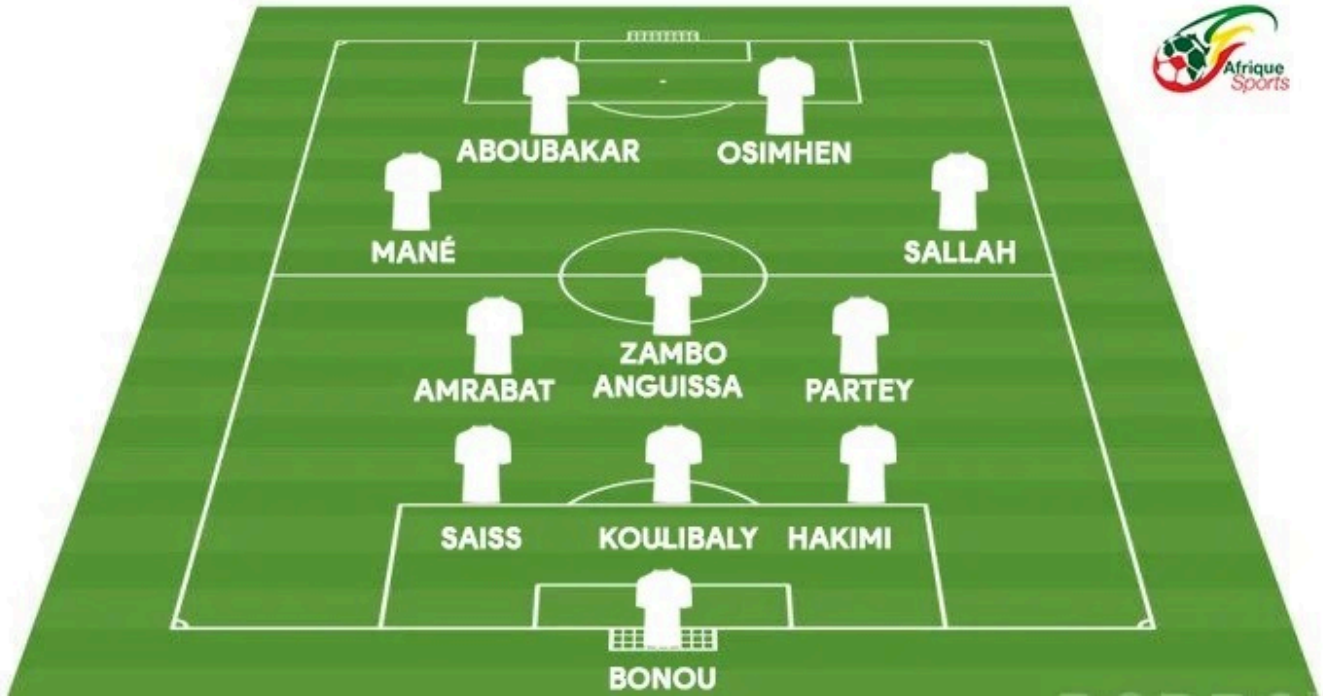 Afrique
Sports
ABOUBAKAR
OSIMHEN
MANÉ
SALLAH
AMRABAT
ZAMBO
ANGUISSA
PARTEY
SAISS
KOULIBALY
HAKIMI
BONOU